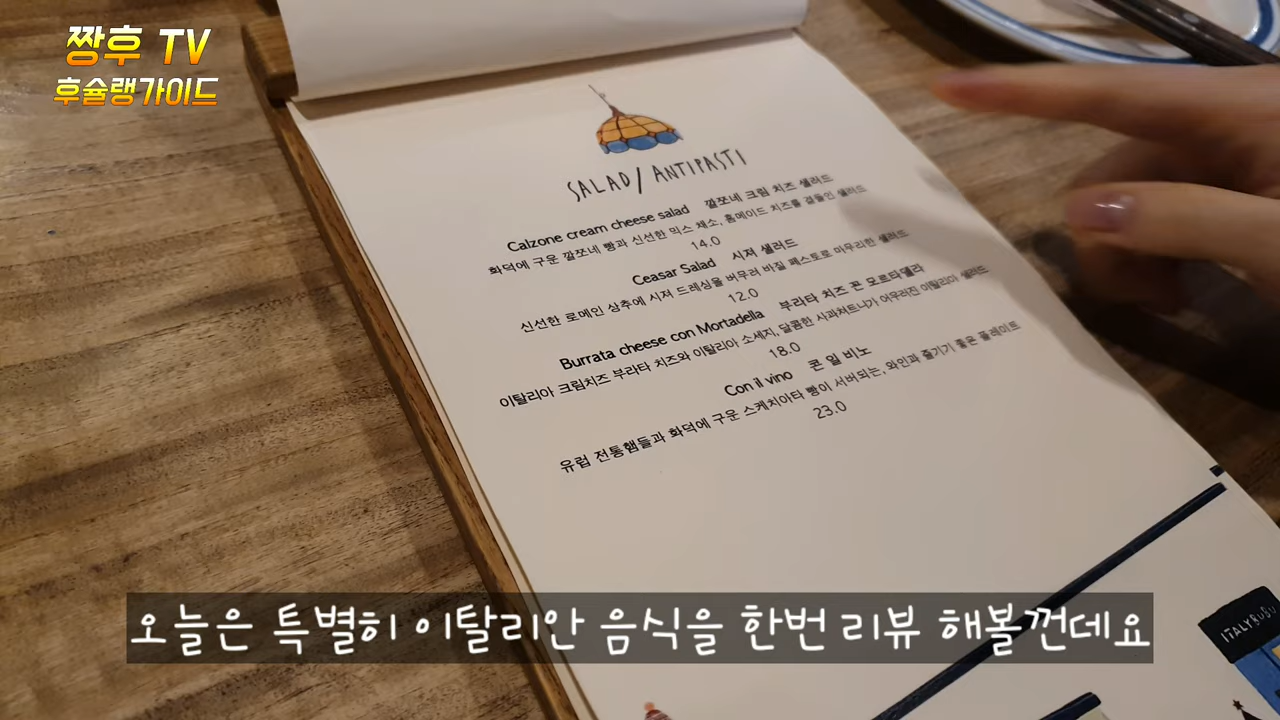 짱후 TV
후슐랭가이드
SALAD/ANTIPASTI
Calzone cream cheese salad 깔쪼네 크림 치즈 샐러드
화덕에 구운 깔쪼네 빵과 신선한 믹스 채소, 홈메이드 치즈를 곁들인 샐러드
14.0
Ceasar Salad 시저 샐러드
신선한 로메인 상추에 시저 드레싱을 버무려 바질 페스토로 마무리한 샐러드
12.0
Burrata cheese con Mortadella 부라타 치즈 꼰 모르타델라
이탈리아 크림치즈 부라타 치즈와 이탈리아 소세지, 달콤한 사과처트니가 어우러진 이탈리아 샐러드
18.0
Con il vino 콘 일 비노
유럽 전통햄들과 화덕에 구운 스케치아타 빵이 서버되는, 와인과 즐기기 좋은 플레이트
23.0
ITALY
오늘은 특별히 이탈리안 음식을 한번 리뷰 해볼껀데요